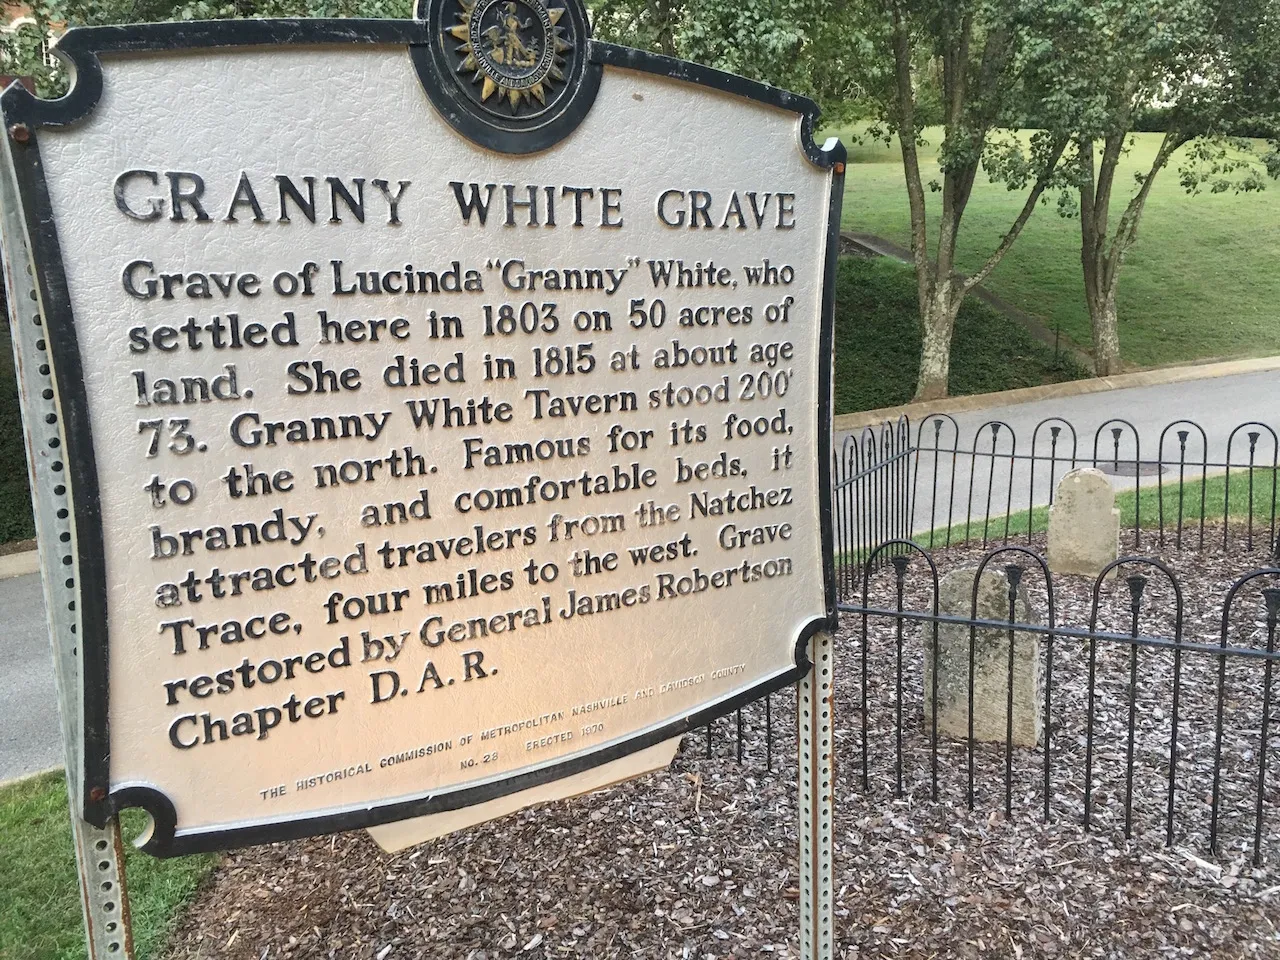 GRANNY WHITE GRAVE
Grave of Lucinda "Granny" White, who
settled here in 1803 on 50 acres of
land. She died in 1815 at about age
73. Granny White Tavern stood 200'
to the north. Famous for its food,
brandy, and comfortable beds, it
attracted travelers from the Natchez
Trace, four miles to the west. Grave
restored by General James Robertson
Chapter D.A.R.
THE HISTORICAL COMMISSION OF METROPOLITAN NASHVILLE AND DAVIDSON COUNTY
NO. 28 ERECTED 1970